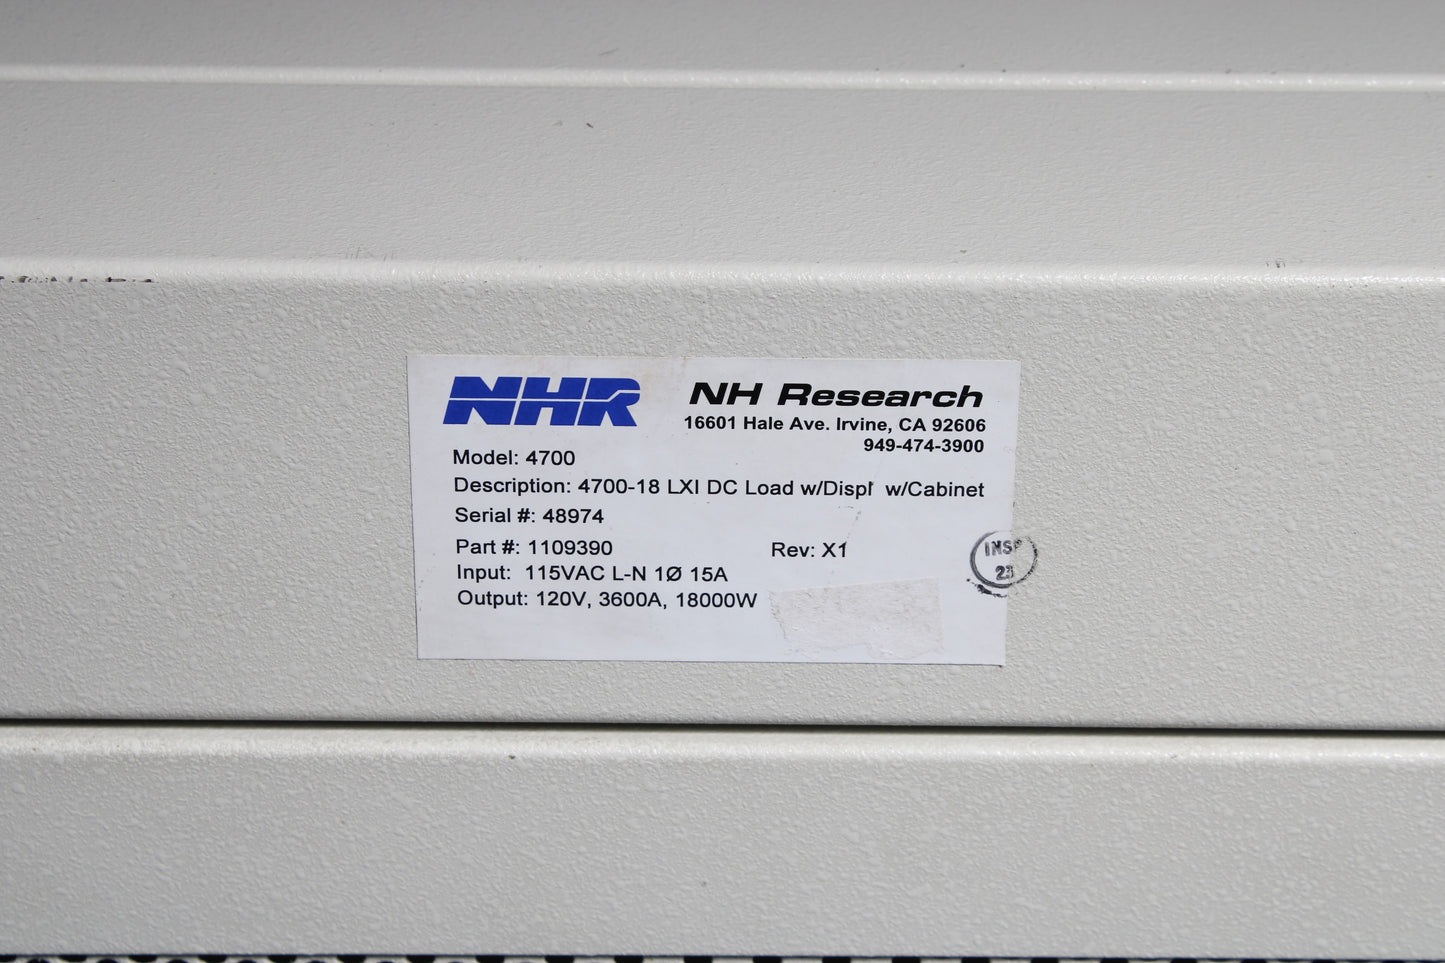 NHR
NH Research
16601 Hale Ave. Irvine, CA 92606
949-474-3900
Model: 4700
Description: 4700-18 LXI DC Load w/Displ w/Cabinet
Serial #: 48974
Part #: 1109390 Rev: X1
Input: 115VAC L-N 1Ø 15A
Output: 120V, 3600A, 18000W
INSP
23